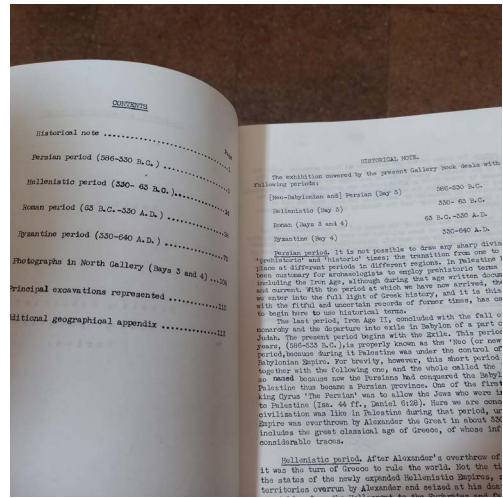 CONTENTS
Page
Historical note
Persian period (586-330 B.C.)
Hellenistic period (330- 63 B.C.)
Roman period (63 B.C.-330 A.D.)
Byzantine period (330-640 A.D.)
Photographs in North Gallery (Bays 3 and 4)
Principal excavations represented
geographical appendix
HISTORICAL NOTE.
The exhibition covered by the present Gallery Book deals with
following periods:
[Neo-Babylonian and] Persian (Bay 3) 586-330 B.C.
Hellenistic (Bay 3) 330- 63 B.C.
Roman (Bays 3 and 4) 63 B.C.-330 A.D.
Byzantine (Bay 4) 330-640 A.D.
Persian period. It is not possible to draw any sharp divi
'prehistoric' and 'historic' times; the transition from one to
place at different periods in different regions. In Palestine
been customary for archaeologists to employ prehistoric terms
including the Iron Age, although during that age written docum
and current. With the period at which we have now arrived, the
we enter into the full light of Greek history, and it is this
with the fitful and uncertain records of former times, has
to begin here to use historical terms.
The last period, Iron Age II, concluded with the fall of
monarchy and the departure into exile in Babylon of a part
Judah. The present period begins with the Exile. This period
years, (586-533 B.C.), is properly known as the 'Neo (or new
period, because during it Palestine was under the control of
Babylonian Empire. For brevity, however, this short period
together with the following one, and the whole called the
so named because now the Persians had conquered the Babyl
Palestine thus became a Persian province. One of the first
king Cyrus 'The Persian' was to allow the Jews who were in
to Palestine (Isa. 44 ff., Daniel 6:28). Here we are conc
civilization was like in Palestine during that period, un
Empire was overthrown by Alexander the Great in about 33
includes the great classical age of Greece, of whose inf
considerable traces.
Hellenistic period. After Alexander's overthrow of
it was the turn of Greece to rule the world. Not the
the states of the newly expanded Hellenistic Empires,
territories overrun by Alexander and seized at his dea